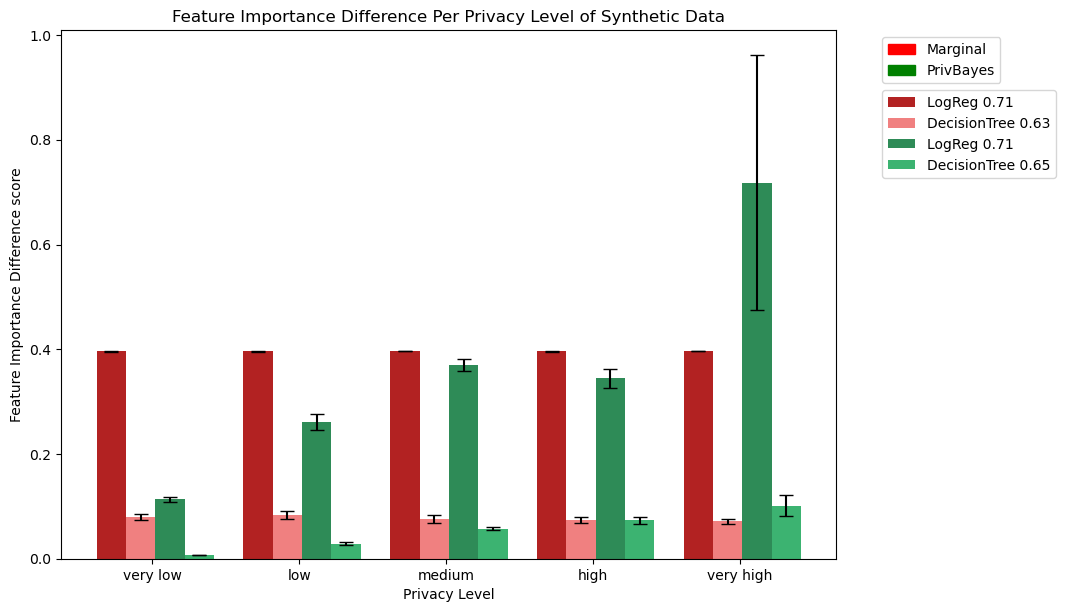 Feature Importance Difference Per Privacy Level of Synthetic Data
Feature Importance Difference score
1.0
0.8
0.6
0.4
0.2
0.0
very low
low
medium
high
very high
Privacy Level
Marginal
PrivBayes
LogReg 0.71
DecisionTree 0.63
LogReg 0.71
DecisionTree 0.65